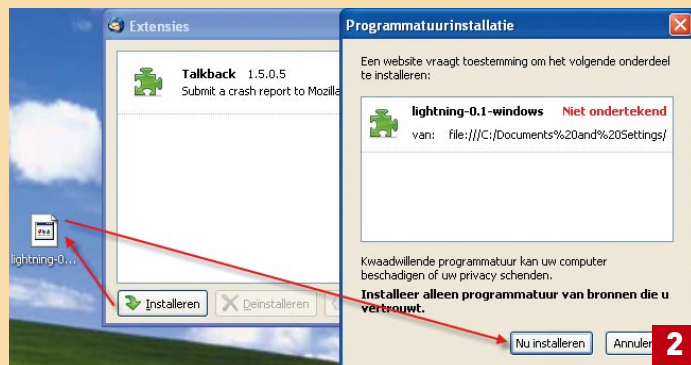 Extensies
Talkback 1.5.0.5
Submit a crash report to Mozilla
lightning-0...
Installeren
Deïnstalleren
Programmatuurinstallatie
Een website vraagt toestemming om het volgende onderdeel
te installeren:
lightning-0.1-windows Niet ondertekend
van: file:///C:/Documents%20and%20Settings/
Kwaadwillende programmatuur kan uw computer
beschadigen of uw privacy schenden.
Installeer alleen programmatuur van bronnen die u
vertrouwt.
Nu installeren
Annuler
2